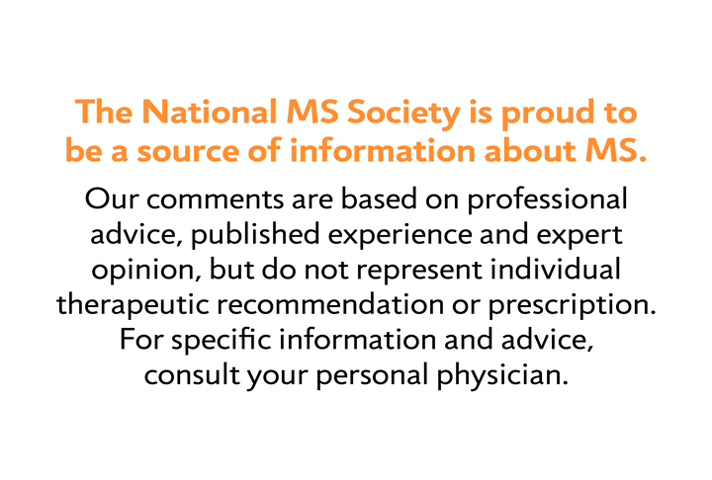 The National MS Society is proud to
be a source of information about MS.
Our comments are based on professional
advice, published experience and expert
opinion, but do not represent individual
therapeutic recommendation or prescription.
For specific information and advice,
consult your personal physician.